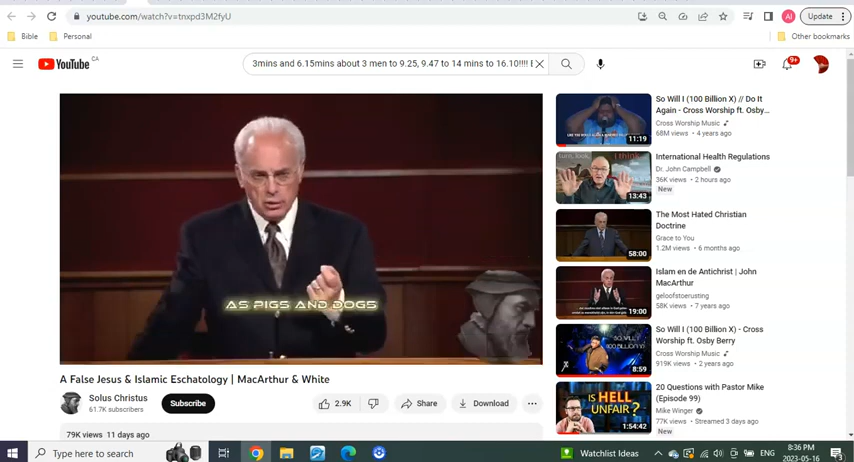 youtube.com/watch?v=tnxpd3M2fyU
AI
Update
Bible
Personal
Other bookmarks
YouTube CA
3mins and 6.15mins about 3 men to 9.25, 9.47 to 14 mins to 16.10!!!!
9+
AS PIGS AND DOGS
A False Jesus & Islamic Eschatology | MacArthur & White
Solus Christus
61.7K subscribers
Subscribe
2.9K
Share
Download
79K views 11 days ago
11:19
So Will I (100 Billion X) // Do It
Again - Cross Worship ft. Osby...
Cross Worship Music
68M views • 4 years ago
turn, look,
I think
13:43
International Health Regulations
Dr. John Campbell
36K views • 2 hours ago
New
58:00
The Most Hated Christian
Doctrine
Grace to You
1.2M views • 6 months ago
19:00
Islam en de Antichrist | John
MacArthur
geloofstoerusting
58K views • 7 years ago
8:59
So Will I (100 Billion X) - Cross
Worship ft. Osby Berry
Cross Worship Music
919K views • 2 years ago
IS HELL
UNFAIR?
1:54:42
20 Questions with Pastor Mike
(Episode 99)
Mike Winger
77K views • Streamed 3 days ago
New
Type here to search
Watchlist Ideas
ENG
8:36 PM
2023-05-16
3